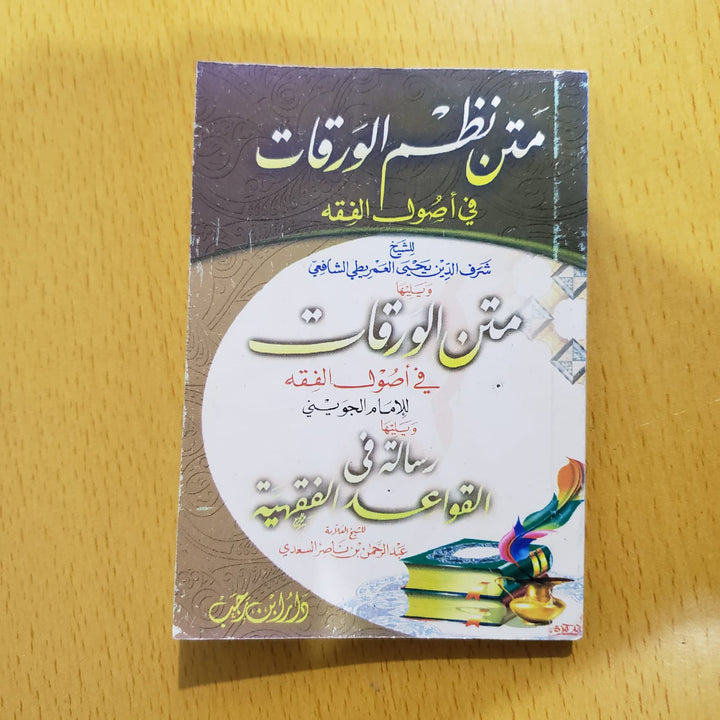 متن نظم الورقات
في أصول الفقه
للشيخ
شرف الدين يحيى العمريطي الشافعي
ويليها
متن الورقات
في أصول الفقه
للإمام الجويني
ويليها
رسالة في
القواعد الفقهية
للشيخ العلامة
عبد الرحمن بن ناصر السعدي
دار ابن رجب